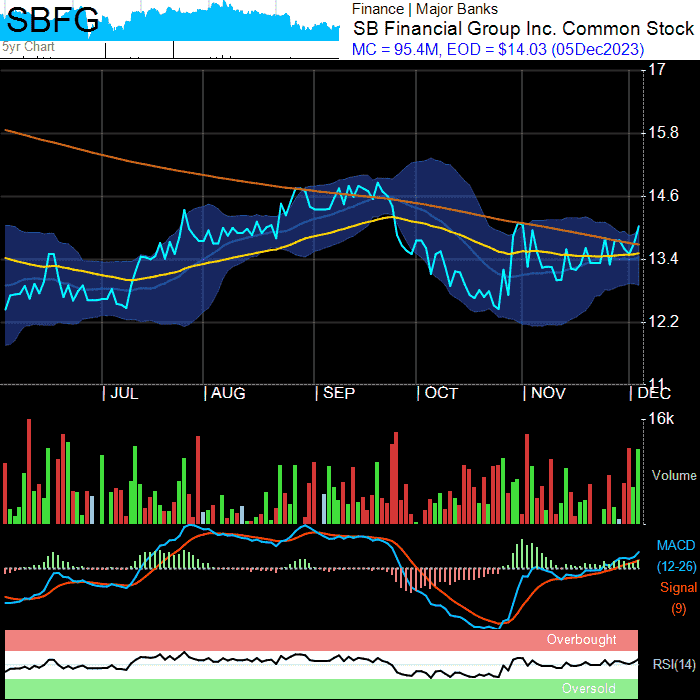 SBFG
5yr Chart
Finance | Major Banks
SB Financial Group Inc. Common Stock
MC = 95.4M, EOD = $14.03 (05Dec2023)
17
15.8
14.6
13.4
12.2
11
JUL AUG SEP OCT NOV DEC
16k
Volume
MACD
(12-26)
Signal
(9)
Overbought
RSI(14)
Oversold